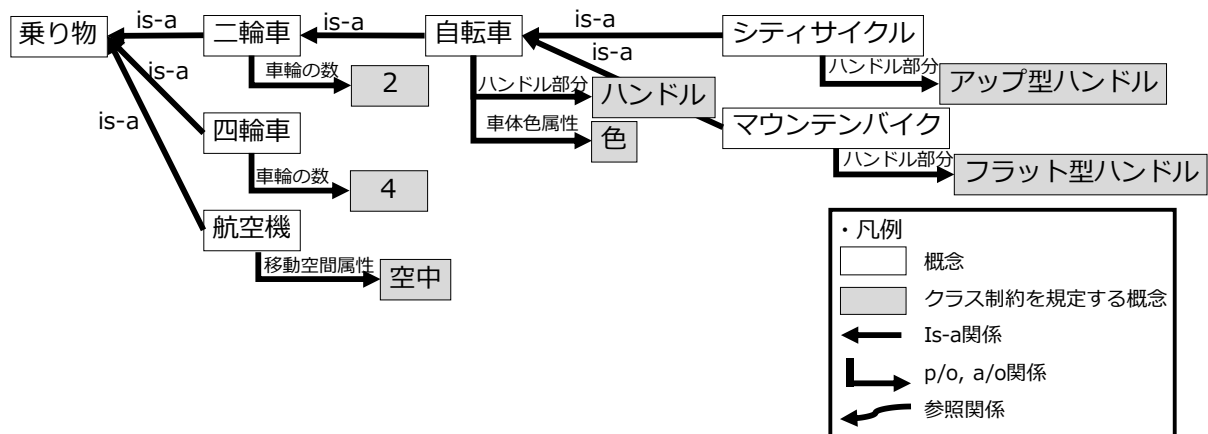 乗り物
is-a
二輪車
is-a
自転車
is-a
シティサイクル
is-a
is-a
is-a
車輪の数
2
ハンドル部分
ハンドル
車体色属性
色
ハンドル部分
アップ型ハンドル
四輪車
車輪の数
4
マウンテンバイク
ハンドル部分
フラット型ハンドル
航空機
移動空間属性
空中
・凡例
概念
クラス制約を規定する概念
Is-a関係
p/o, a/o関係
参照関係